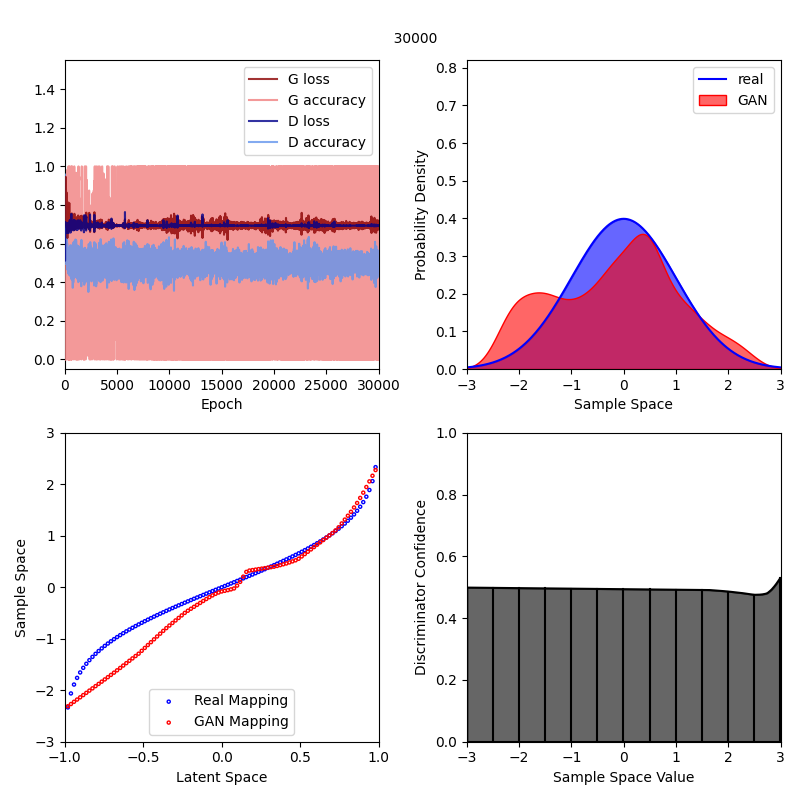 30000
1.4
1.2
1.0
0.8
0.6
0.4
0.2
0.0
0 5000 10000 15000 20000 25000 30000
Epoch
G loss
G accuracy
D loss
D accuracy
Probability Density
0.8
0.7
0.6
0.5
0.4
0.3
0.2
0.1
0.0
−3 −2 −1 0 1 2 3
Sample Space
real
GAN
Sample Space
3
2
1
0
−1
−2
−3
−1.0 −0.5 0.0 0.5 1.0
Latent Space
Real Mapping
GAN Mapping
Discriminator Confidence
1.0
0.8
0.6
0.4
0.2
0.0
−3 −2 −1 0 1 2 3
Sample Space Value